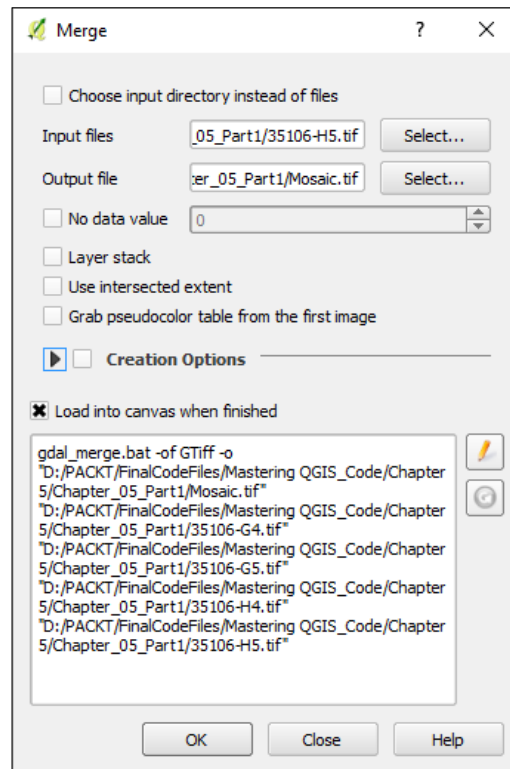 Merge ?
Choose input directory instead of files
Input files _05_Part1/35106-H5.tif Select...
Output file :er_05_Part1/Mosaic.tif Select...
No data value 0
Layer stack
Use intersected extent
Grab pseudocolor table from the first image
Creation Options
Load into canvas when finished
gdal_merge.bat -of GTiff -o
"D:/PACKT/FinalCodeFiles/Mastering QGIS_Code/Chapter
5/Chapter_05_Part1/Mosaic.tif"
"D:/PACKT/FinalCodeFiles/Mastering QGIS_Code/Chapter
5/Chapter_05_Part1/35106-G4.tif"
"D:/PACKT/FinalCodeFiles/Mastering QGIS_Code/Chapter
5/Chapter_05_Part1/35106-G5.tif"
"D:/PACKT/FinalCodeFiles/Mastering QGIS_Code/Chapter
5/Chapter_05_Part1/35106-H4.tif"
"D:/PACKT/FinalCodeFiles/Mastering QGIS_Code/Chapter
5/Chapter_05_Part1/35106-H5.tif"
OK Close Help